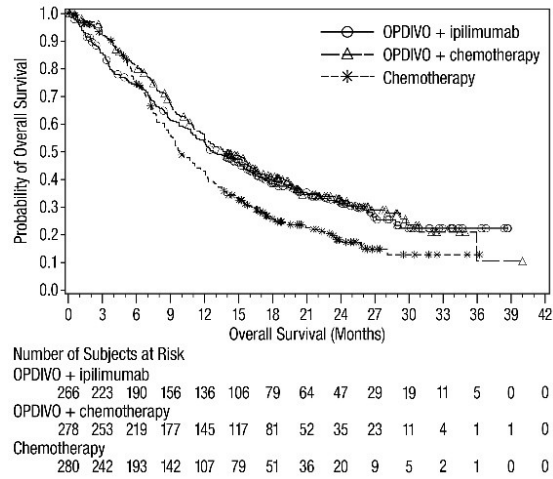 1.0
0.9
0.8
0.7
0.6
0.5
0.4
0.3
0.2
0.1
0.0
Probability of Overall Survival
OPDIVO + ipilimumab
OPDIVO + chemotherapy
Chemotherapy
0 3 6 9 12 15 18 21 24 27 30 33 36 39 42
Overall Survival (Months)
Number of Subjects at Risk
OPDIVO + ipilimumab
266 223 190 156 136 106 79 64 47 29 19 11 5 0 0
OPDIVO + chemotherapy
278 253 219 177 145 117 81 52 35 23 11 4 1 1 0
Chemotherapy
280 242 193 142 107 79 51 36 20 9 5 2 1 0 0